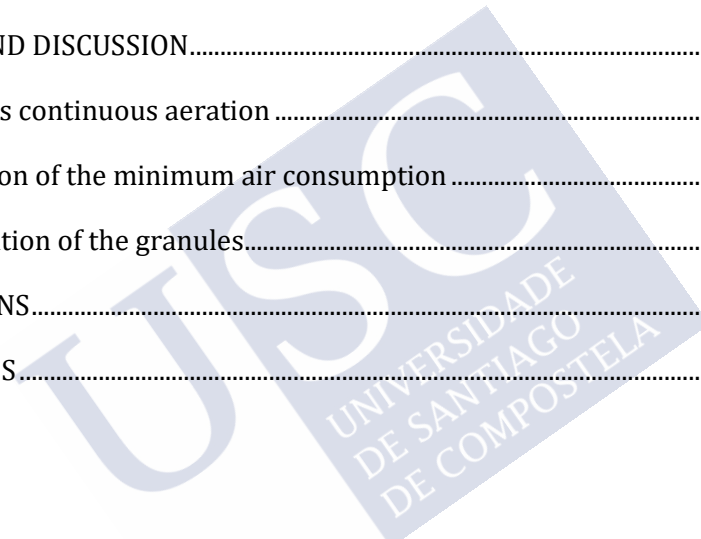 ND DISCUSSION
s continuous aeration
on of the minimum air consumption
tion of the granules
NS
S
USC
UNIVERSIDADE
DE SANTIAGO
DE COMPOSTELA